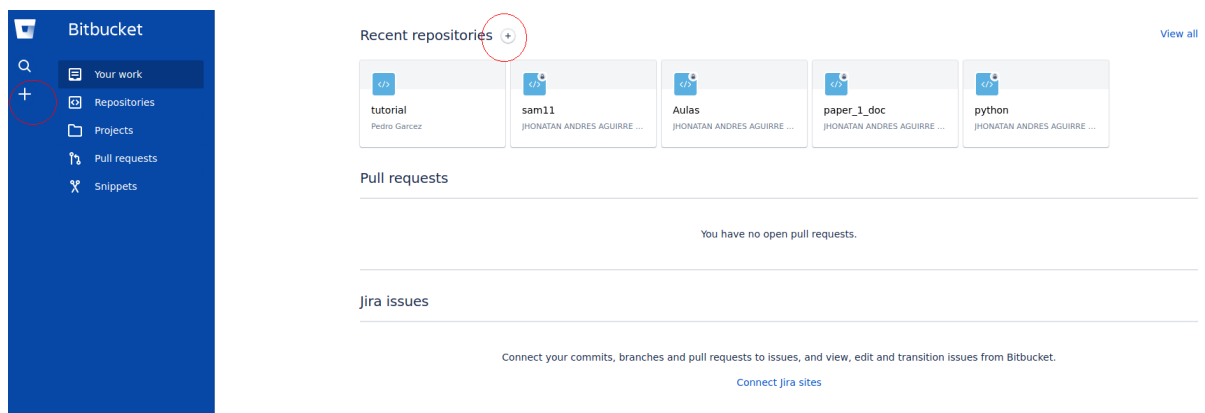 Bitbucket
Your work
Repositories
Projects
Pull requests
Snippets
Recent repositories
View all
tutorial
Pedro Garcez
sam11
JHONATAN ANDRES AGUIRRE ...
Aulas
JHONATAN ANDRES AGUIRRE ...
paper_1_doc
JHONATAN ANDRES AGUIRRE ...
python
JHONATAN ANDRES AGUIRRE ...
Pull requests
You have no open pull requests.
Jira issues
Connect your commits, branches and pull requests to issues, and view, edit and transition issues from Bitbucket.
Connect Jira sites